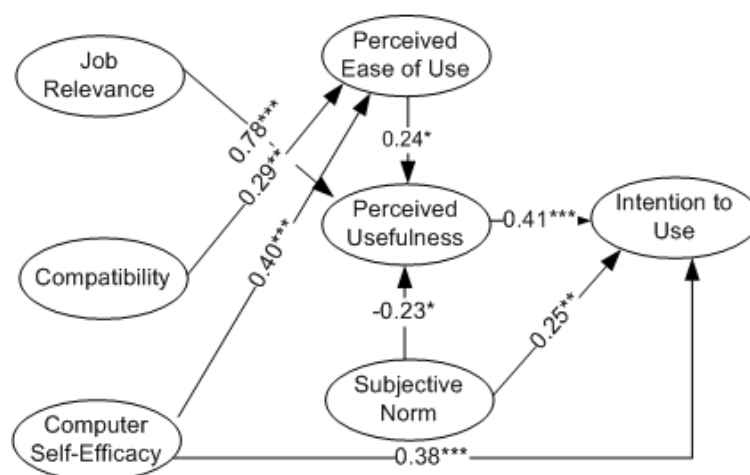 Job
Relevance
Perceived
Ease of Use
0.78***
0.29**
0.24*
0.40***
Perceived
Usefulness
0.41***
Intention to
Use
Compatibility
-0.23*
0.25**
Subjective
Norm
Computer
Self-Efficacy
0.38***